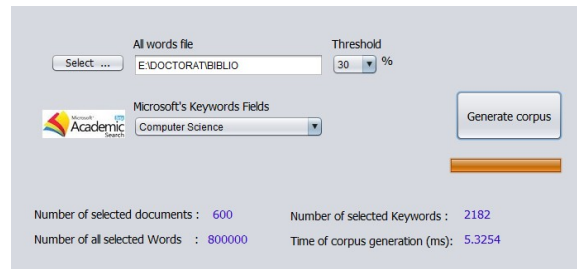 All words file
Threshold
Select ...
E:\DOCTORAT\BIBLIO
30
%
Microsoft's Keywords Fields
Microsoft
Academic
Search
Computer Science
Generate corpus
Number of selected documents : 600
Number of selected Keywords : 2182
Number of all selected Words : 800000
Time of corpus generation (ms): 5.3254